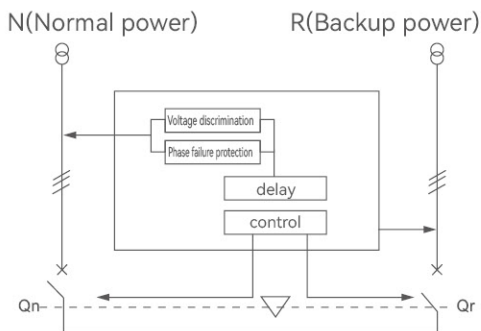 N(Normal power)
R(Backup power)
Voltage discrimination
Phase failure protection
delay
control
Qn
Qr